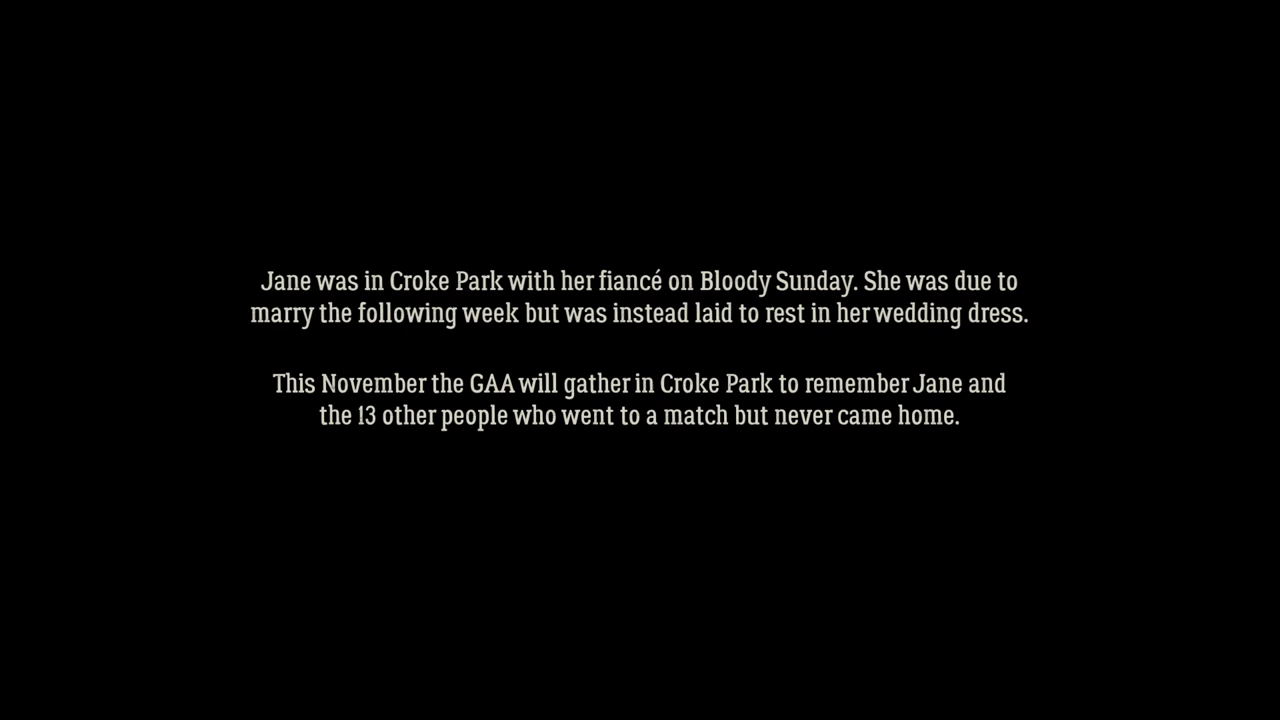 Jane was in Croke Park with her fiancé on Bloody Sunday. She was due to
marry the following week but was instead laid to rest in her wedding dress.
This November the GAA will gather in Croke Park to remember Jane and
the 13 other people who went to a match but never came home.